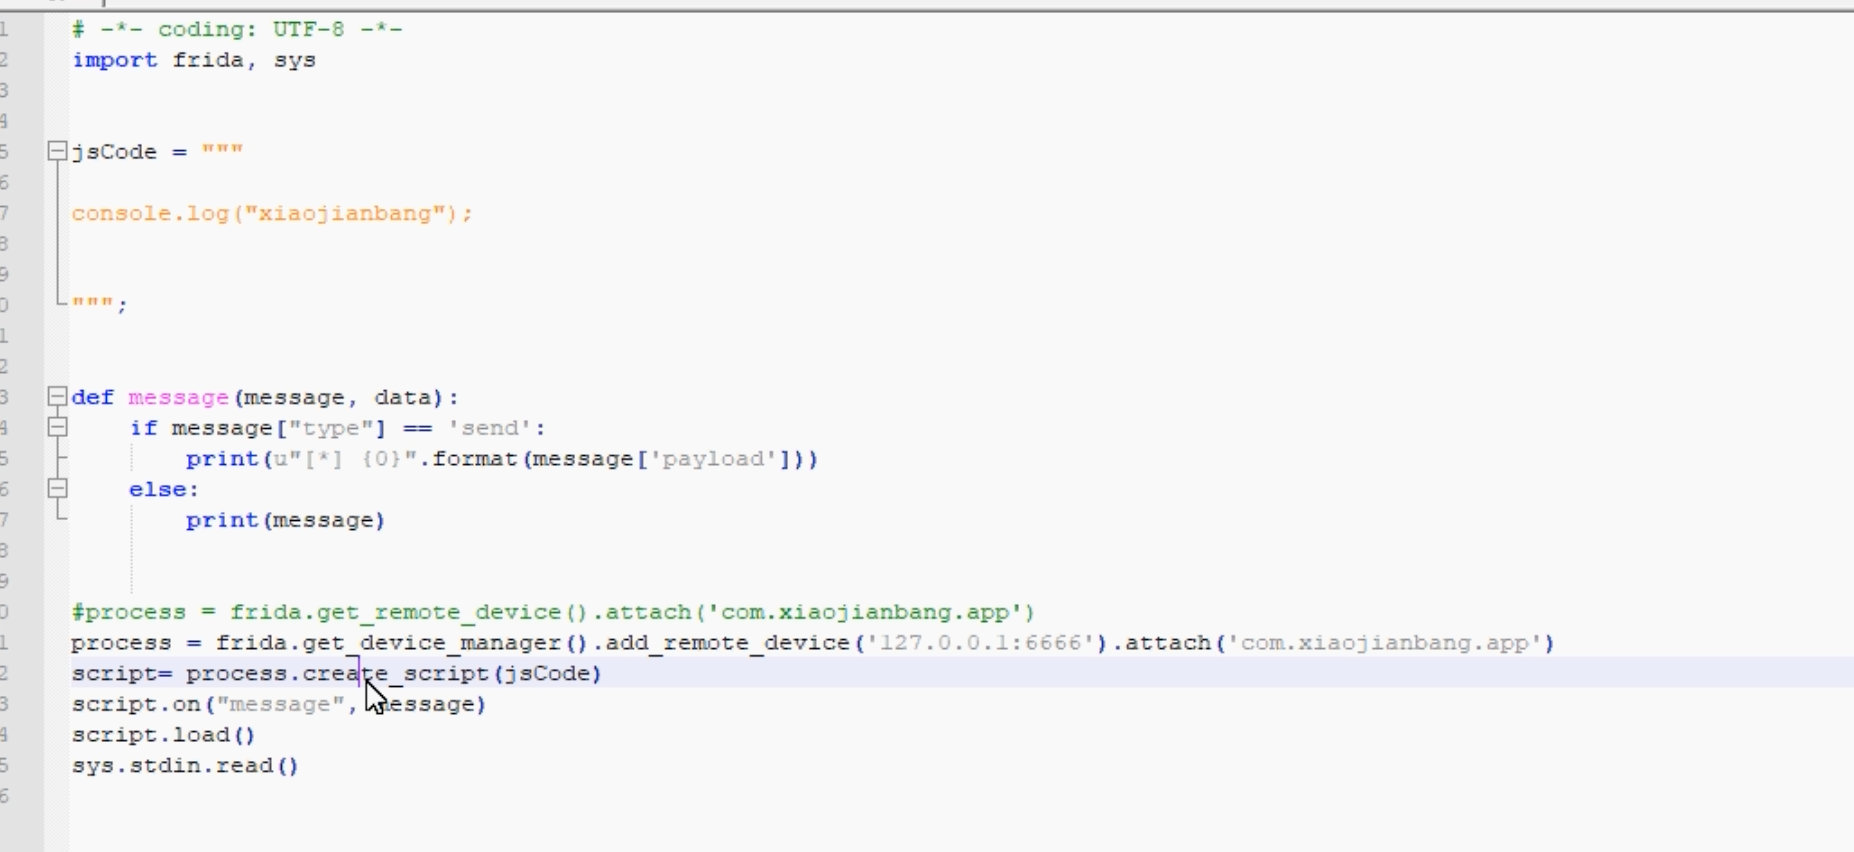 1 # -*- coding: UTF-8 -*-
2 import frida, sys
3
4
5 jsCode = """
6
7 console.log("xiaojianbang");
8
9
0 """;
1
2
3 def message(message, data):
4     if message["type"] == 'send':
5         print(u"[*] {0}".format(message['payload']))
6     else:
7         print(message)
8
9
0 #process = frida.get_remote_device().attach('com.xiaojianbang.app')
1 process = frida.get_device_manager().add_remote_device('127.0.0.1:6666').attach('com.xiaojianbang.app')
2 script= process.create_script(jsCode)
3 script.on("message", message)
4 script.load()
5 sys.stdin.read()
6